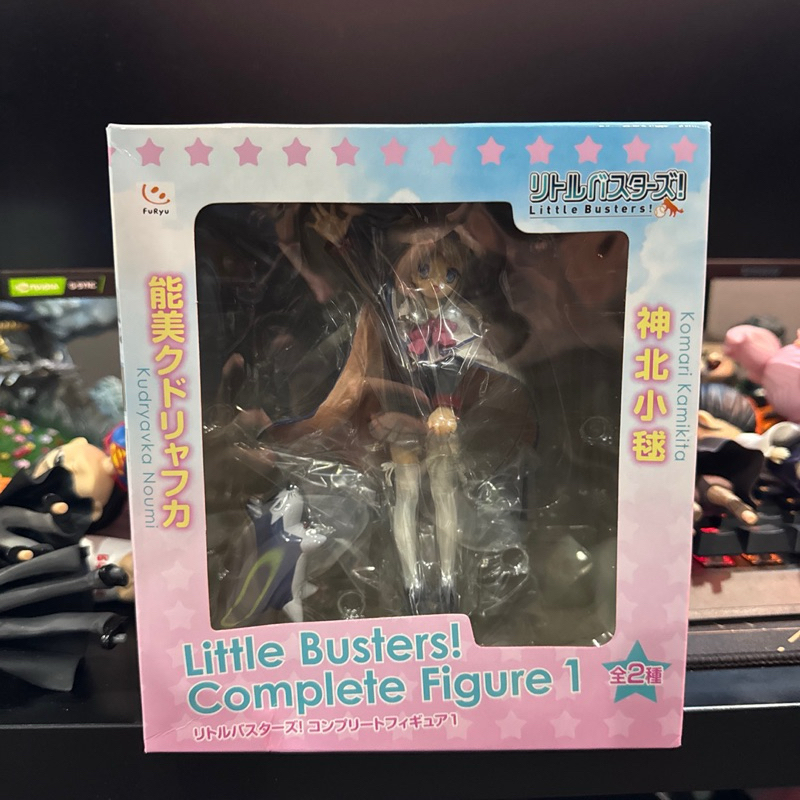 FuRyu
リトルバスターズ!
Little Busters!
能美クドリャフカ
Kudryavka Noumi
神北小毬
Komari Kamikita
Little Busters!
Complete Figure 1
全2種
リトルバスターズ! コンプリートフィギュア1
NVIDIA
G-SYNC